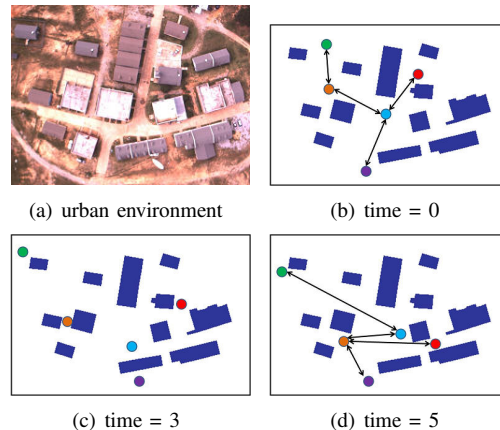 (a) urban environment
(b) time = 0
(c) time = 3
(d) time = 5